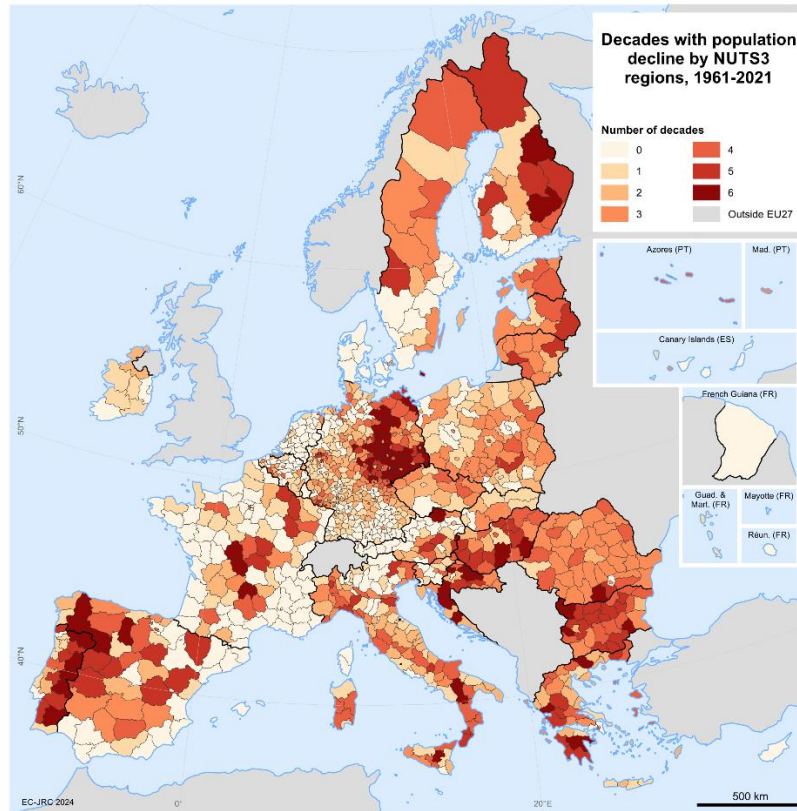 Decades with population
decline by NUTS3
regions, 1961-2021
Number of decades
0
4
1
5
2
6
3
Outside EU27
Azores (PT)
Mad. (PT)
Canary Islands (ES)
French Guiana (FR)
Guad. &
Mart. (FR)
Mayotte (FR)
Réun. (FR)
60°N
50°N
40°N
EC-JRC 2024
0°
20°E
500 km